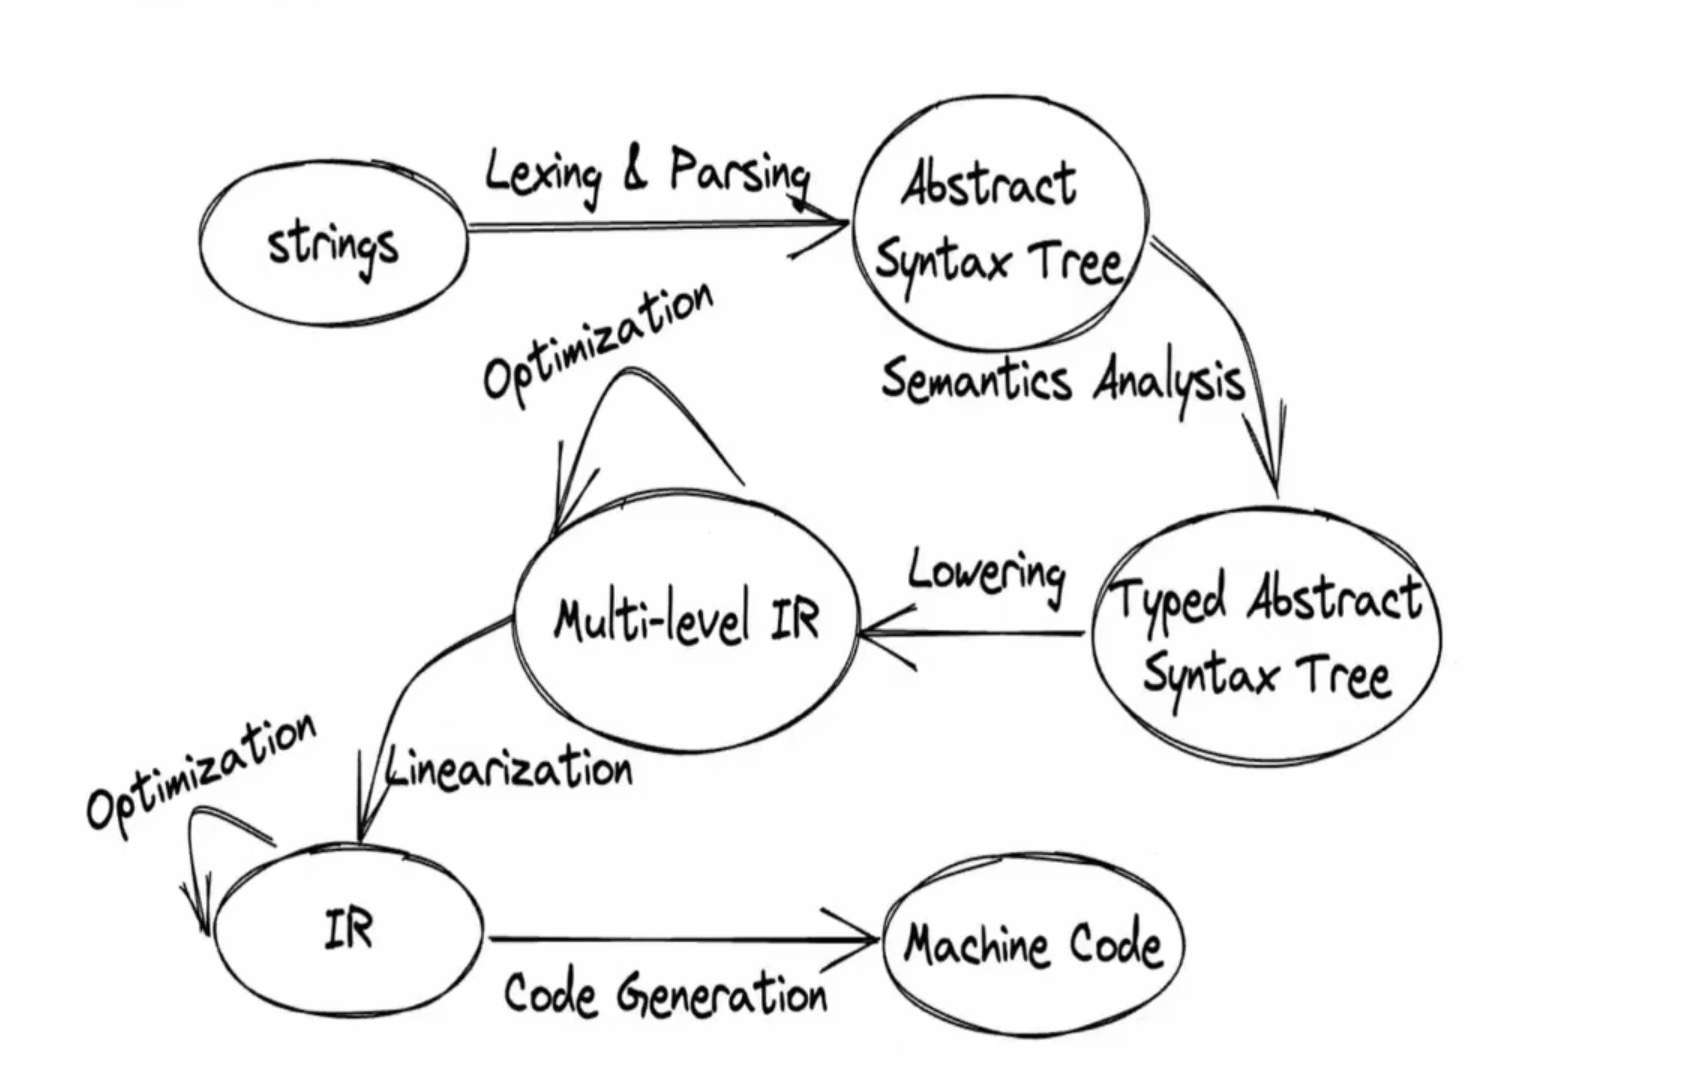 Lexing & Parsing
strings
Abstract
Syntax Tree
Optimization
Semantics Analysis
Lowering
Typed Abstract
Syntax Tree
Multi-level IR
Linearization
Optimization
IR
Code Generation
Machine Code